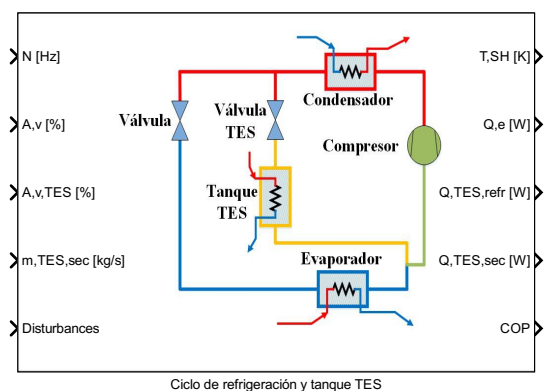 N [Hz]
A,v [%]
A,v,TES [%]
m,TES,sec [kg/s]
Disturbances
Válvula
Válvula
TES
Condensador
Compresor
Tanque
TES
Evaporador
T,SH [K]
Q,e [W]
Q,TES,refr [W]
Q,TES,sec [W]
COP
Ciclo de refrigeración y tanque TES